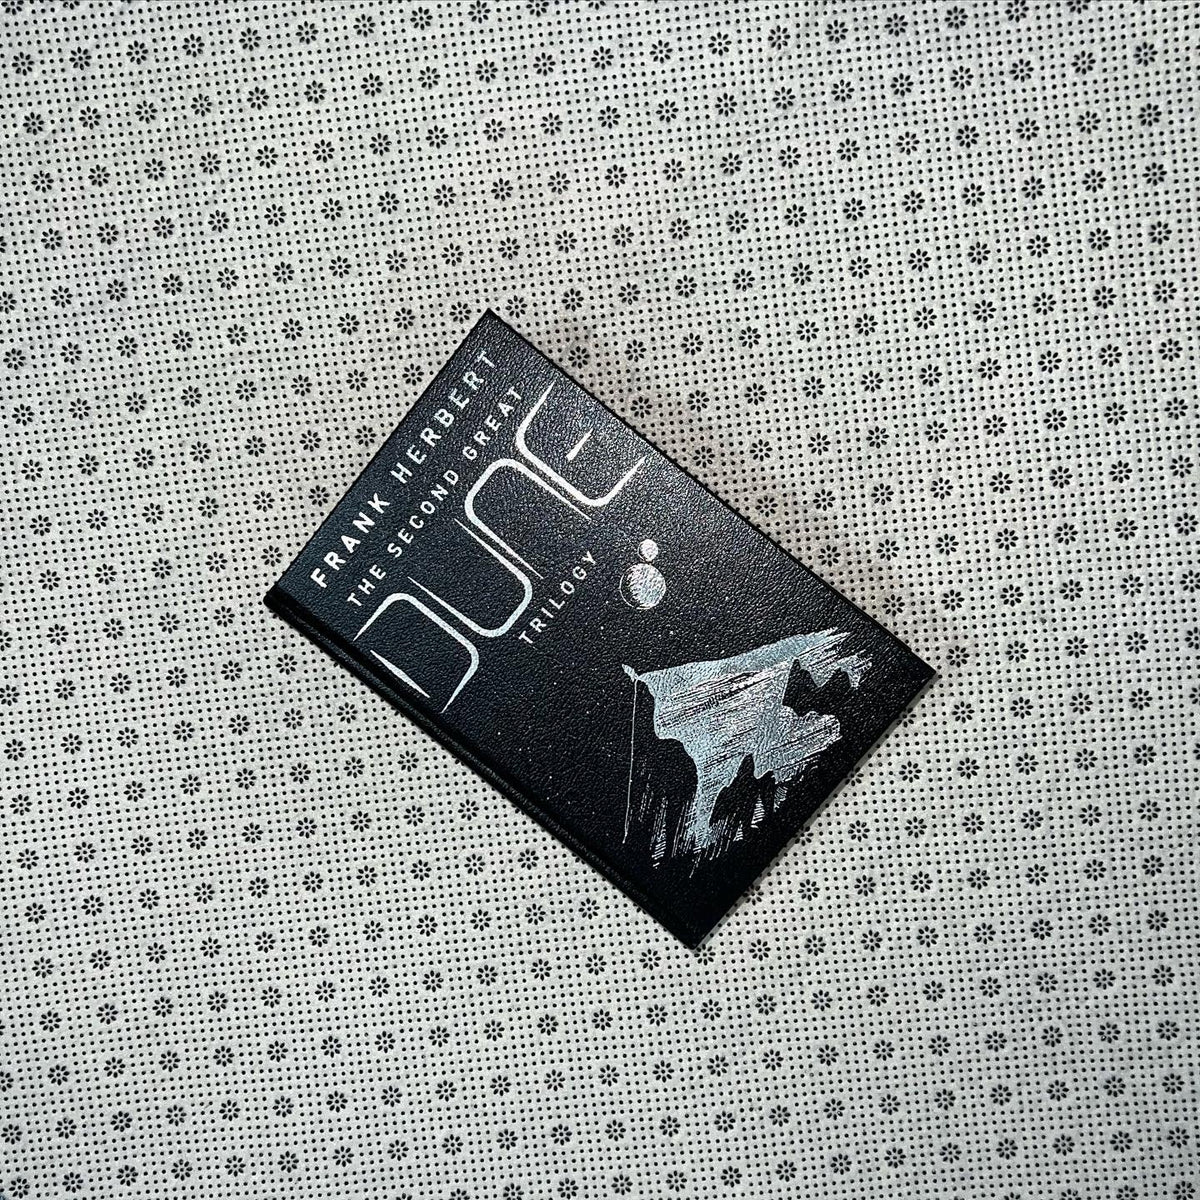 FRANK HERBERT
THE SECOND GREAT
DUNE
TRILOGY